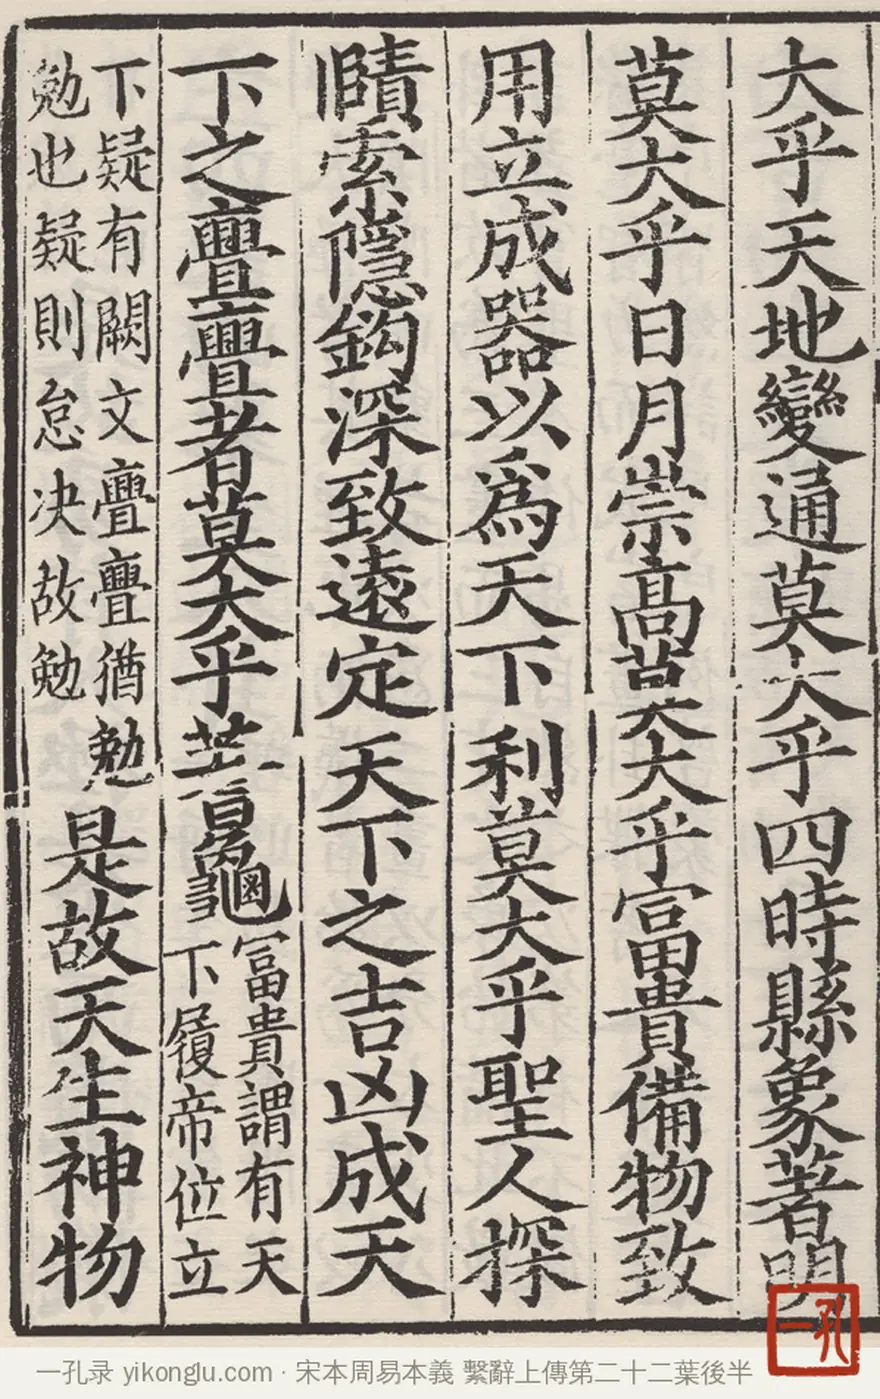 大乎天地變通莫大乎四時縣象著明
莫大乎日月崇高莫大乎富貴備物致
用立成器以爲天下利莫大乎聖人探
賾索隱鈎深致遠定天下之吉凶成天
下之亹亹者莫大乎蓍龜富貴謂有天下履帝位立
下疑有闕文亹亹猶勉勉也疑則怠决故勉是故天生神物
一孔
一孔录 yikonglu.com · 宋本周易本義 繫辭上傳第二十二葉後半